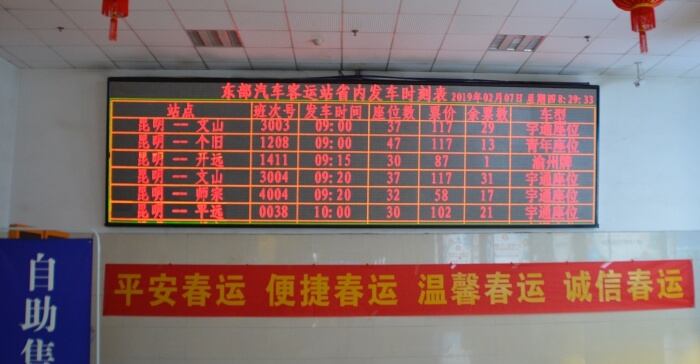 东部汽车客运站省内发车时刻表 2019年02月07日 星期四8:29:33
站点 班次号 发车时间 座位数 票价 余票数 车型
昆明 -- 文山 3003 09:00 37 117 29 宇通座位
昆明 -- 个旧 1208 09:00 47 117 13 青年座位
昆明 -- 开远 1411 09:15 30 87 1 渝州牌
昆明 -- 文山 3004 09:20 37 117 31 宇通座位
昆明 -- 师宗 4004 09:20 32 58 17 宇通座位
昆明 -- 平远 0038 10:00 30 102 21 宇通座位
平安春运 便捷春运 温馨春运 诚信春运
自助售